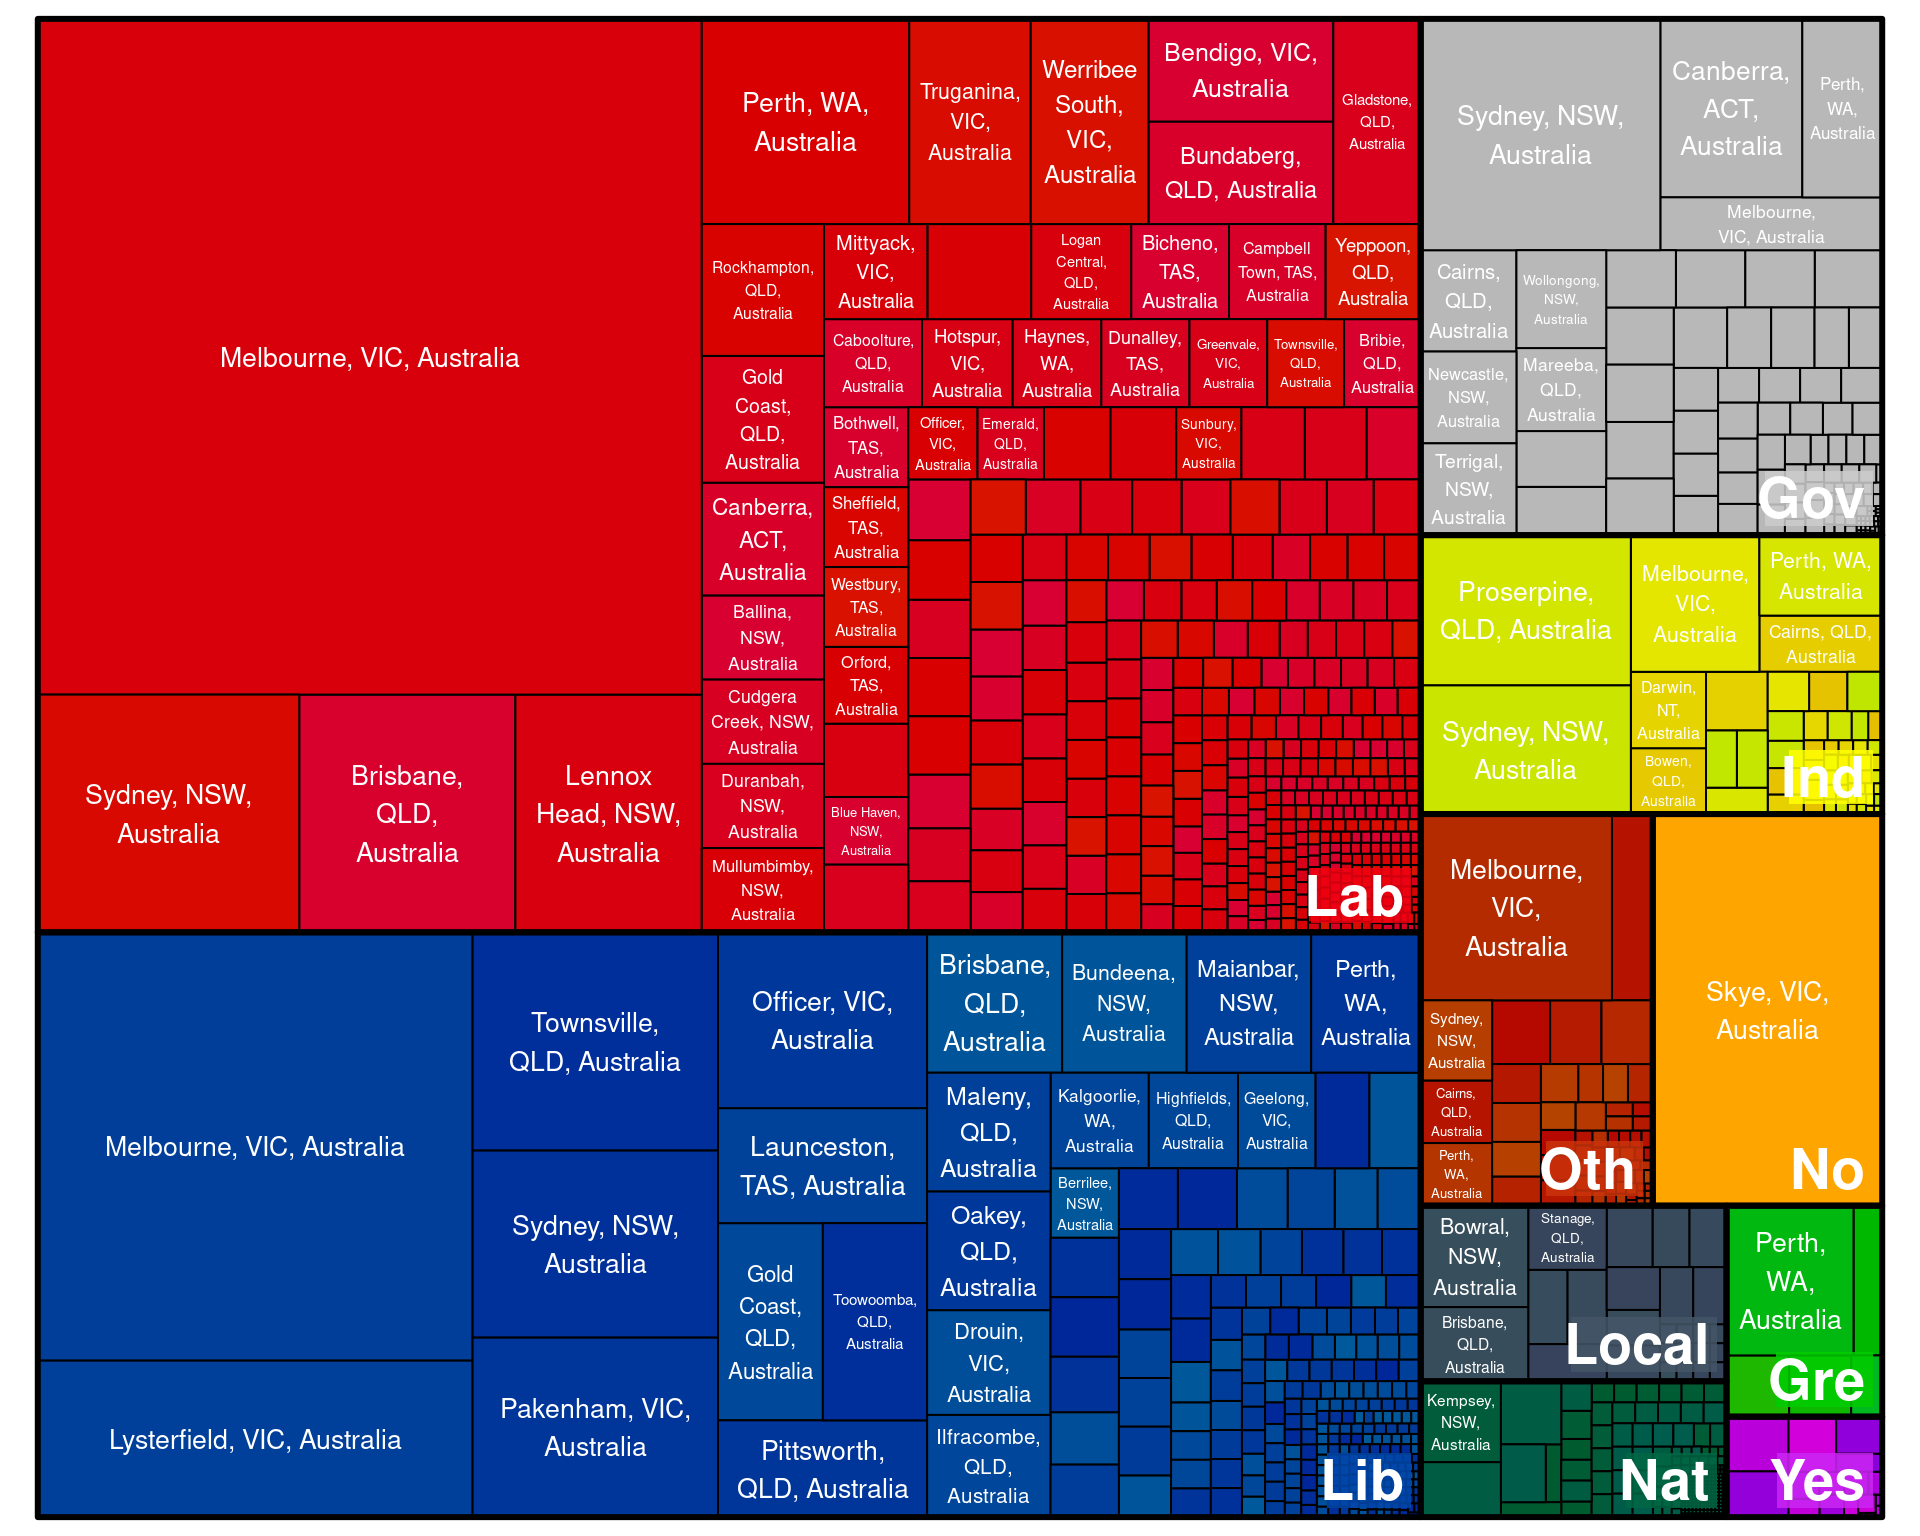 Melbourne, VIC, Australia
Sydney, NSW,
Australia
Brisbane,
QLD,
Australia
Lennox
Head, NSW,
Australia
Perth, WA,
Australia
Truganina,
VIC,
Australia
Werribee
South,
VIC,
Australia
Bendigo, VIC,
Australia
Bundaberg,
QLD, Australia
Gladstone,
QLD,
Australia
Rockhampton,
QLD,
Australia
Gold
Coast,
QLD,
Australia
Canberra,
ACT,
Australia
Ballina,
NSW,
Australia
Cudgera
Creek, NSW,
Australia
Duranbah,
NSW,
Australia
Mullumbimby,
NSW,
Australia
Mittyack,
VIC,
Australia
Logan
Central,
QLD,
Australia
Bicheno,
TAS,
Australia
Campbell
Town, TAS,
Australia
Yeppoon,
QLD,
Australia
Caboolture,
QLD,
Australia
Hotspur,
VIC,
Australia
Haynes,
WA,
Australia
Dunalley,
TAS,
Australia
Greenvale,
VIC,
Australia
Townsville,
QLD,
Australia
Bribie,
QLD,
Australia
Bothwell,
TAS,
Australia
Officer,
VIC,
Australia
Emerald,
QLD,
Australia
Sunbury,
VIC,
Australia
Sheffield,
TAS,
Australia
Westbury,
TAS,
Australia
Orford,
TAS,
Australia
Blue Haven,
NSW,
Australia
Lab
Melbourne, VIC, Australia
Lysterfield, VIC, Australia
Townsville,
QLD, Australia
Sydney, NSW,
Australia
Pakenham, VIC,
Australia
Officer, VIC,
Australia
Launceston,
TAS, Australia
Gold
Coast,
QLD,
Australia
Toowoomba,
QLD,
Australia
Pittsworth,
QLD, Australia
Brisbane,
QLD,
Australia
Bundeena,
NSW,
Australia
Maianbar,
NSW,
Australia
Perth,
WA,
Australia
Maleny,
QLD,
Australia
Oakey,
QLD,
Australia
Drouin,
VIC,
Australia
Ilfracombe,
QLD,
Australia
Kalgoorlie,
WA,
Australia
Highfields,
QLD,
Australia
Geelong,
VIC,
Australia
Berrilee,
NSW,
Australia
Lib
Sydney, NSW,
Australia
Canberra,
ACT,
Australia
Perth,
WA,
Australia
Melbourne,
VIC, Australia
Cairns,
QLD,
Australia
Newcastle,
NSW,
Australia
Terrigal,
NSW,
Australia
Wollongong,
NSW,
Australia
Mareeba,
QLD,
Australia
Gov
Proserpine,
QLD, Australia
Sydney, NSW,
Australia
Melbourne,
VIC,
Australia
Perth, WA,
Australia
Cairns, QLD,
Australia
Darwin,
NT,
Australia
Bowen,
QLD,
Australia
Ind
Melbourne,
VIC,
Australia
Sydney,
NSW,
Australia
Cairns,
QLD,
Australia
Perth,
WA,
Australia
Oth
Skye, VIC,
Australia
No
Bowral,
NSW,
Australia
Brisbane,
QLD,
Australia
Stanage,
QLD,
Australia
Local
Perth,
WA,
Australia
Gre
Kempsey,
NSW,
Australia
Nat
Yes